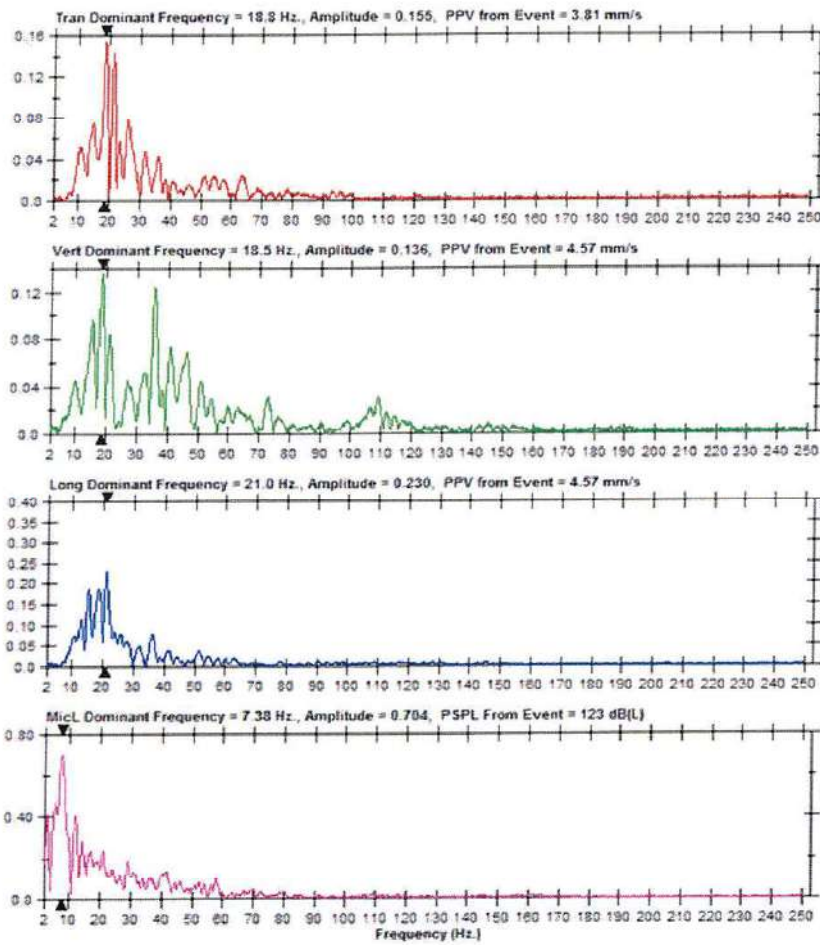 Tran Dominant Frequency = 18.8 Hz., Amplitude = 0.155, PPV from Event = 3.81 mm/s
0.16
0.12
0.08
0.04
0.0
2 10 20 30 40 50 60 70 80 90 100 110 120 130 140 150 160 170 180 190 200 210 220 230 240 250
Vert Dominant Frequency = 18.5 Hz., Amplitude = 0.136, PPV from Event = 4.57 mm/s
0.12
0.08
0.04
0.0
2 10 20 30 40 50 60 70 80 90 100 110 120 130 140 150 160 170 180 190 200 210 220 230 240 250
Long Dominant Frequency = 21.0 Hz., Amplitude = 0.230, PPV from Event = 4.57 mm/s
0.40
0.35
0.30
0.25
0.20
0.15
0.10
0.05
0.0
2 10 20 30 40 50 60 70 80 90 100 110 120 130 140 150 160 170 180 190 200 210 220 230 240 250
MicL Dominant Frequency = 7.38 Hz., Amplitude = 0.704, PSPL From Event = 123 dB(L)
0.80
0.40
0.0
2 10 20 30 40 50 60 70 80 90 100 110 120 130 140 150 160 170 180 190 200 210 220 230 240 250
Frequency (Hz.)